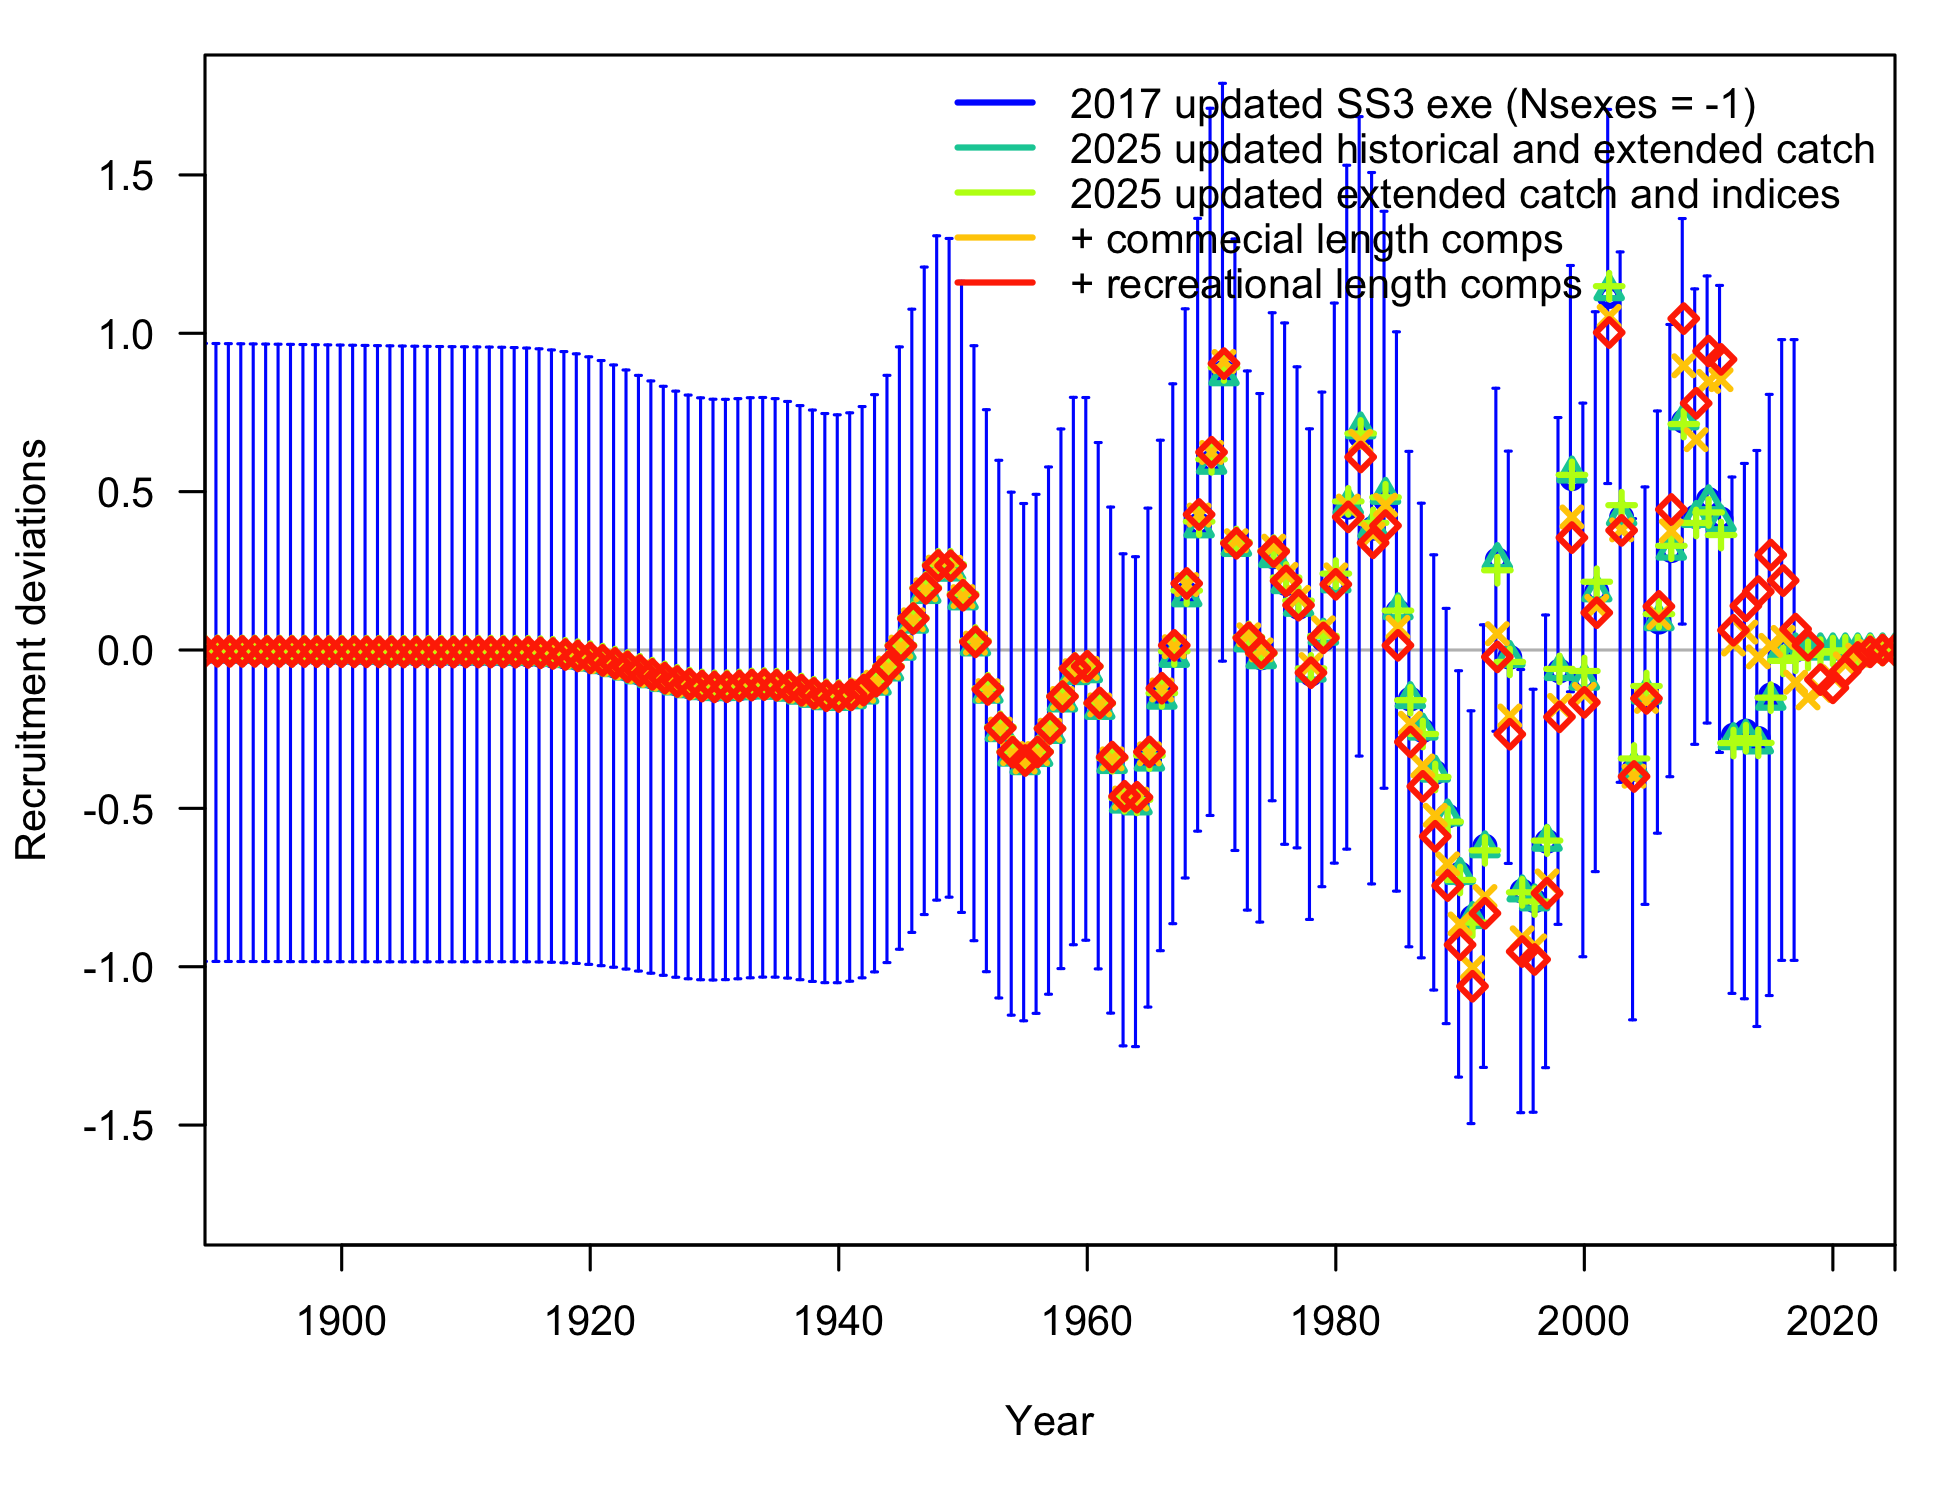 2017 updated SS3 exe (Nsexes = -1)
2025 updated historical and extended catch
2025 updated extended catch and indices
+ commecial length comps
+ recreational length comps
1.5
1.0
0.5
0.0
-0.5
-1.0
-1.5
Recruitment deviations
1900 1920 1940 1960 1980 2000 2020
Year